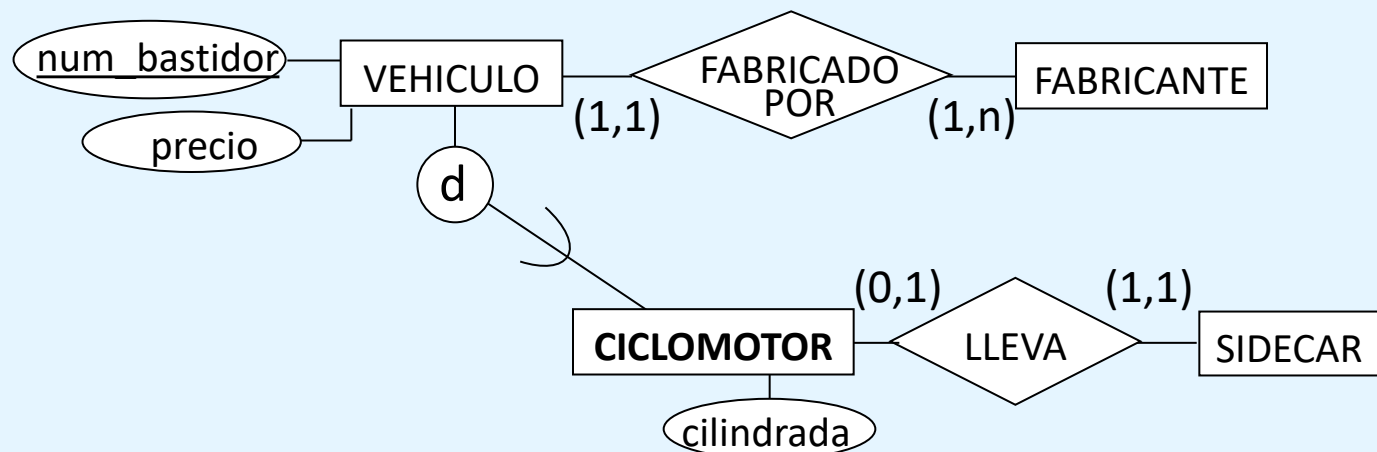 num_bastidor
VEHICULO
FABRICADO
POR
FABRICANTE
(1,1)
(1,n)
precio
d
(0,1)
(1,1)
CICLOMOTOR
LLEVA
SIDECAR
cilindrada